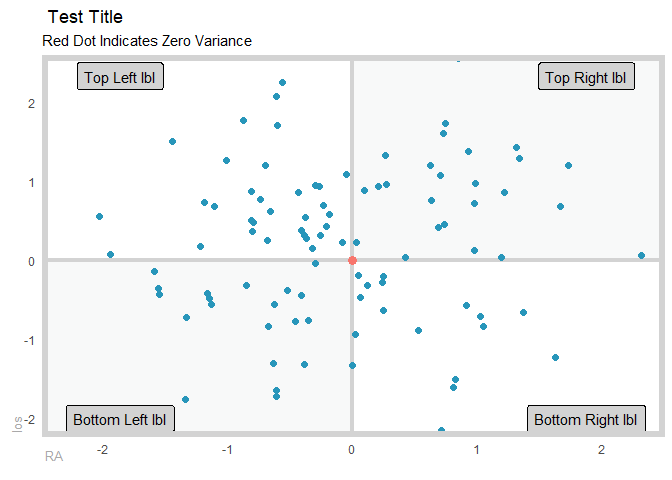 Test Title
Red Dot Indicates Zero Variance
Top Left lbl
Top Right lbl
2
1
0
-1
-2
Bottom Left lbl
Bottom Right lbl
los
-2
-1
0
1
2
RA